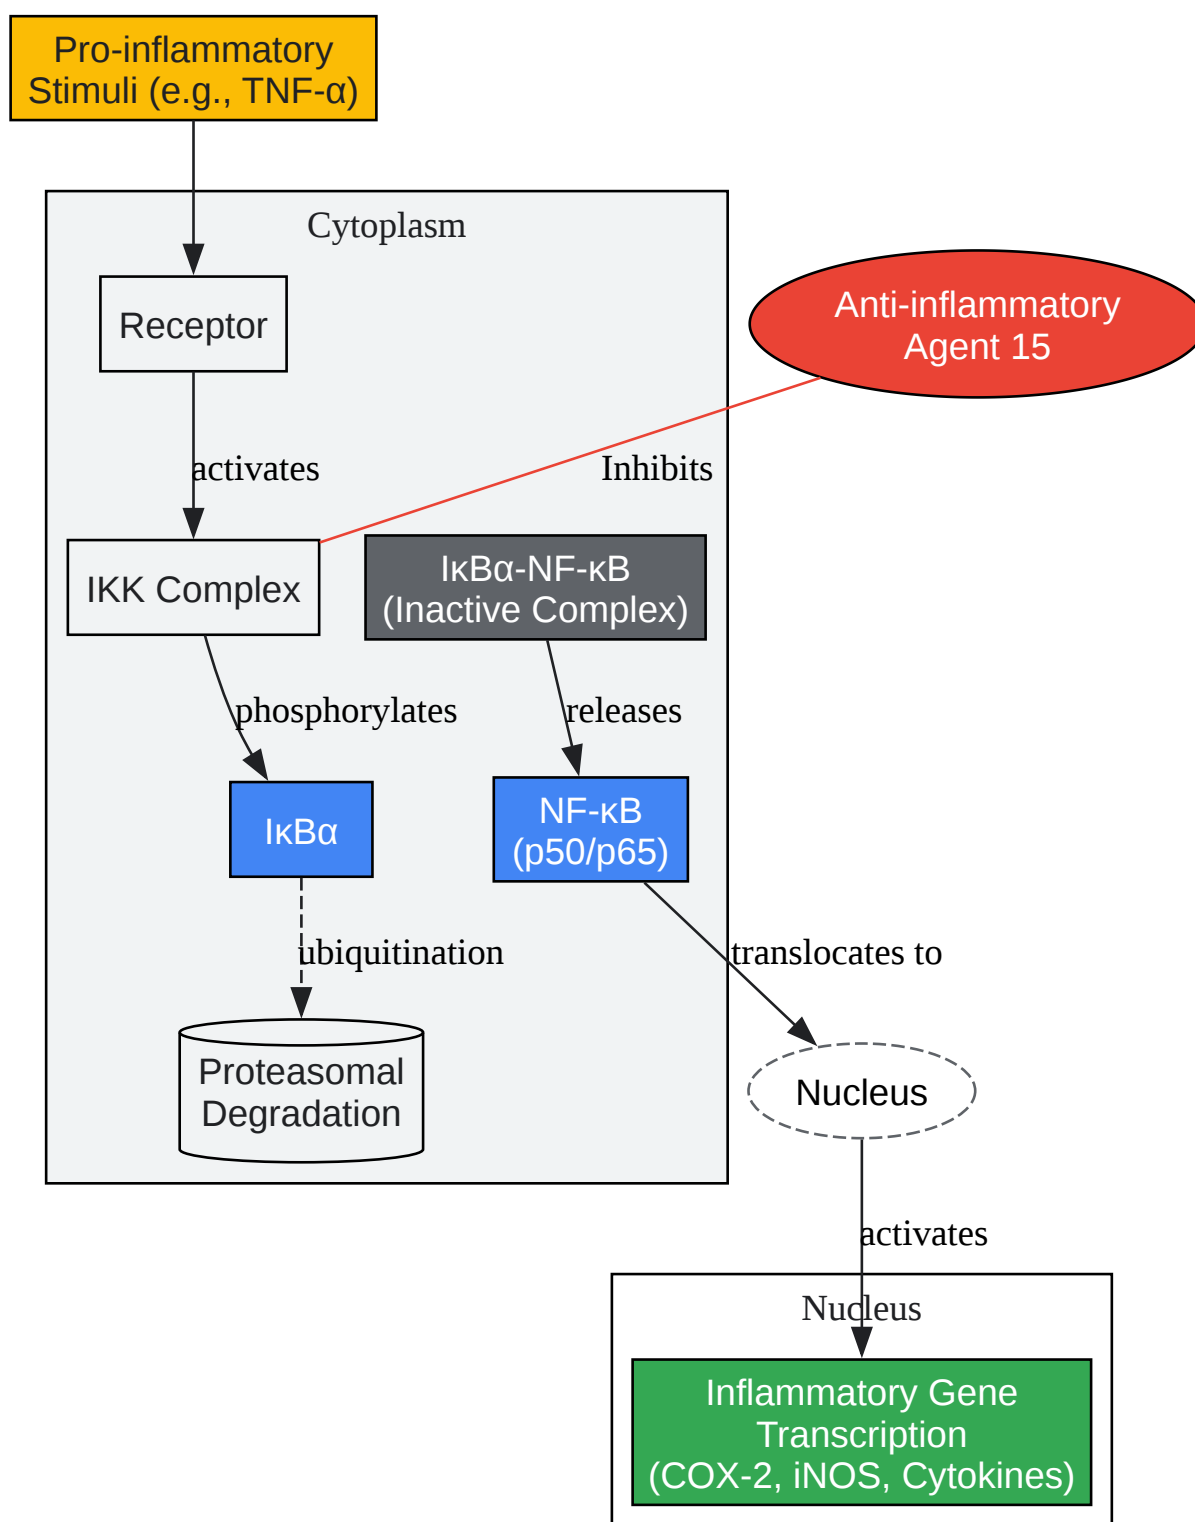 Pro-inflammatory
Stimuli (e.g., TNF-α)
Cytoplasm
Receptor
Anti-inflammatory
Agent 15
activates
Inhibits
IKK Complex
IκBα-NF-κB
(Inactive Complex)
phosphorylates
releases
IκBα
NF-κB
(p50/p65)
ubiquitination
translocates to
Proteasomal
Degradation
Nucleus
activates
Nucleus
Inflammatory Gene
Transcription
(COX-2, iNOS, Cytokines)